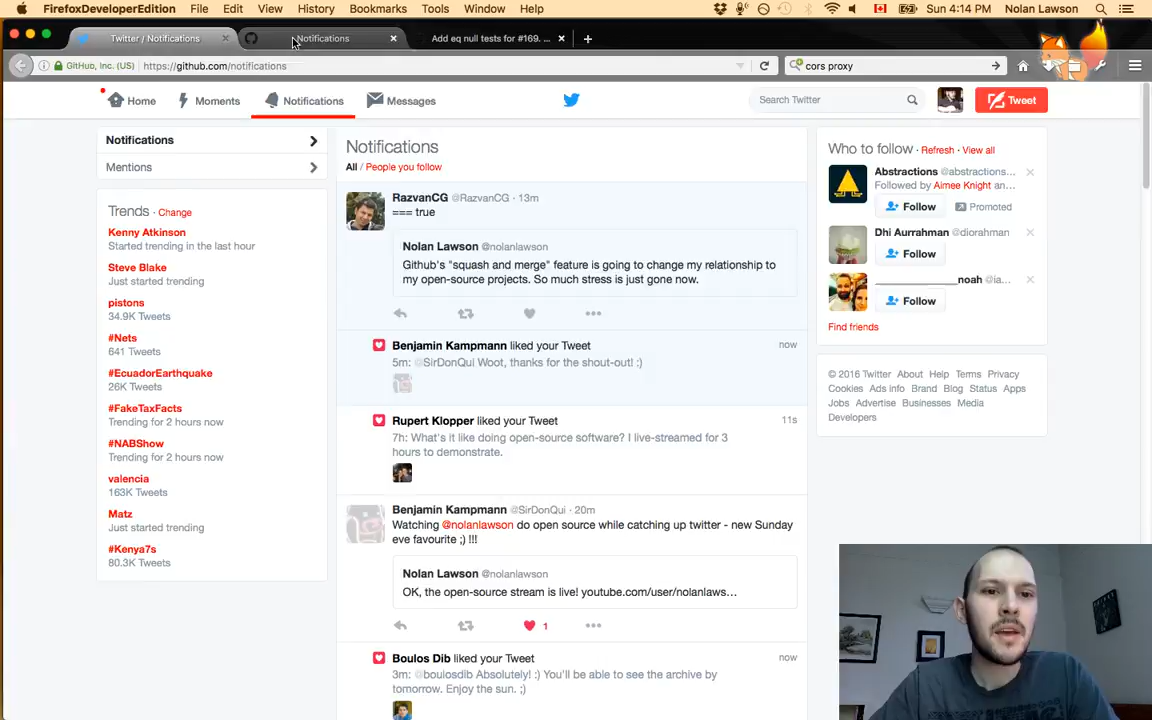 FirefoxDeveloperEdition File Edit View History Bookmarks Tools Window Help Sun 4:14 PM Nolan Lawson
Twitter / Notifications Notifications Add eq null tests for #169. ...
GitHub, Inc. (US) https://github.com/notifications cors proxy
Home Moments Notifications Messages Search Twitter Tweet
Notifications
Mentions
Trends · Change
Kenny Atkinson
Started trending in the last hour
Steve Blake
Just started trending
pistons
34.9K Tweets
#Nets
641 Tweets
#EcuadorEarthquake
26K Tweets
#FakeTaxFacts
Trending for 2 hours now
#NABShow
Trending for 2 hours now
valencia
163K Tweets
Matz
Just started trending
#Kenya7s
80.3K Tweets
Notifications
All / People you follow
RazvanCG @RazvanCG · 13m
=== true
Nolan Lawson @nolanlawson
Github's "squash and merge" feature is going to change my relationship to
my open-source projects. So much stress is just gone now.
Benjamin Kampmann liked your Tweet now
5m: @SirDonQui Woot, thanks for the shout-out! :)
Rupert Klopper liked your Tweet 11s
7h: What's it like doing open-source software? I live-streamed for 3
hours to demonstrate.
Benjamin Kampmann @SirDonQui · 20m
Watching @nolanlawson do open source while catching up twitter - new Sunday
eve favourite ;) !!!
Nolan Lawson @nolanlawson
OK, the open-source stream is live! youtube.com/user/nolanlaws...
1
Boulos Dib liked your Tweet now
3m: @boulosdib Absolutely! :) You'll be able to see the archive by
tomorrow. Enjoy the sun. ;)
Who to follow · Refresh · View all
Abstractions @abstractions...
Followed by Aimee Knight an...
Follow Promoted
Dhi Aurrahman @diorahman
Follow
_______________noah @ia...
Follow
Find friends
© 2016 Twitter About Help Terms Privacy
Cookies Ads info Brand Blog Status Apps
Jobs Advertise Businesses Media
Developers